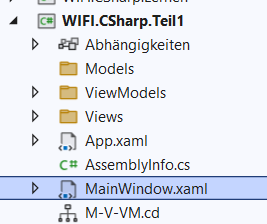 WIFI.CSharp.Teil1
Abhängigkeiten
Models
ViewModels
Views
App.xaml
C# AssemblyInfo.cs
MainWindow.xaml
M-V-VM.cd